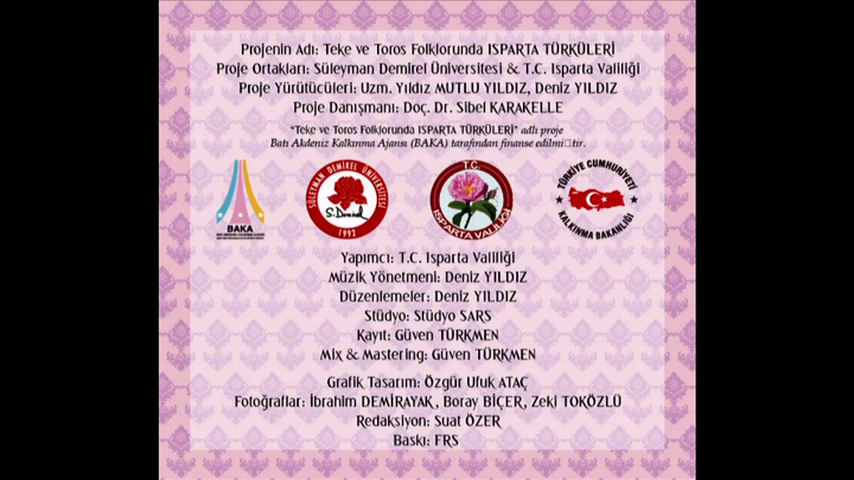 Projenin Adı: Teke ve Toros Folklorunda ISPARTA TÜRKÜLERİ
Proje Ortakları: Süleyman Demirel Üniversitesi & T.C. Isparta Valiliği
Proje Yürütücüleri: Uzm. Yıldız MUTLU YILDIZ, Deniz YILDIZ
Proje Danışmanı: Doç. Dr. Sibel KARAKELLE
"Teke ve Toros Folklorunda ISPARTA TÜRKÜLERİ" adlı proje
Batı Akdeniz Kalkınma Ajansı (BAKA) tarafından finanse edilmi□tir.
BAKA
SÜLEYMAN DEMİREL ÜNİVERSİTESİ
S. Demirel
1992
T.C.
ISPARTA VALİLİĞİ
TÜRKİYE CUMHURİYETİ
KALKINMA BAKANLIĞI
Yapımcı: T.C. Isparta Valiliği
Müzik Yönetmeni: Deniz YILDIZ
Düzenlemeler: Deniz YILDIZ
Stüdyo: Stüdyo SARS
Kayıt: Güven TÜRKMEN
Mix & Mastering: Güven TÜRKMEN
Grafik Tasarım: Özgür Ufuk ATAÇ
Fotoğraflar: İbrahim DEMİRAYAK, Boray BİÇER, Zeki TOKÖZLÜ
Redaksiyon: Suat ÖZER
Baskı: FRS